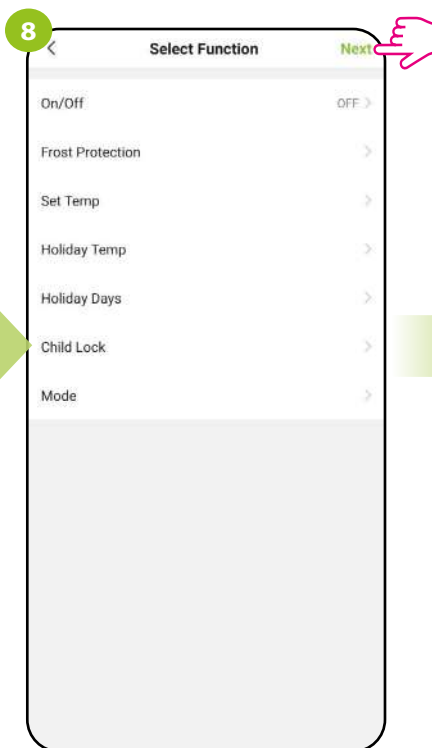 8
< Select Function Next
On/Off OFF >
Frost Protection >
Set Temp >
Holiday Temp >
Holiday Days >
Child Lock >
Mode >